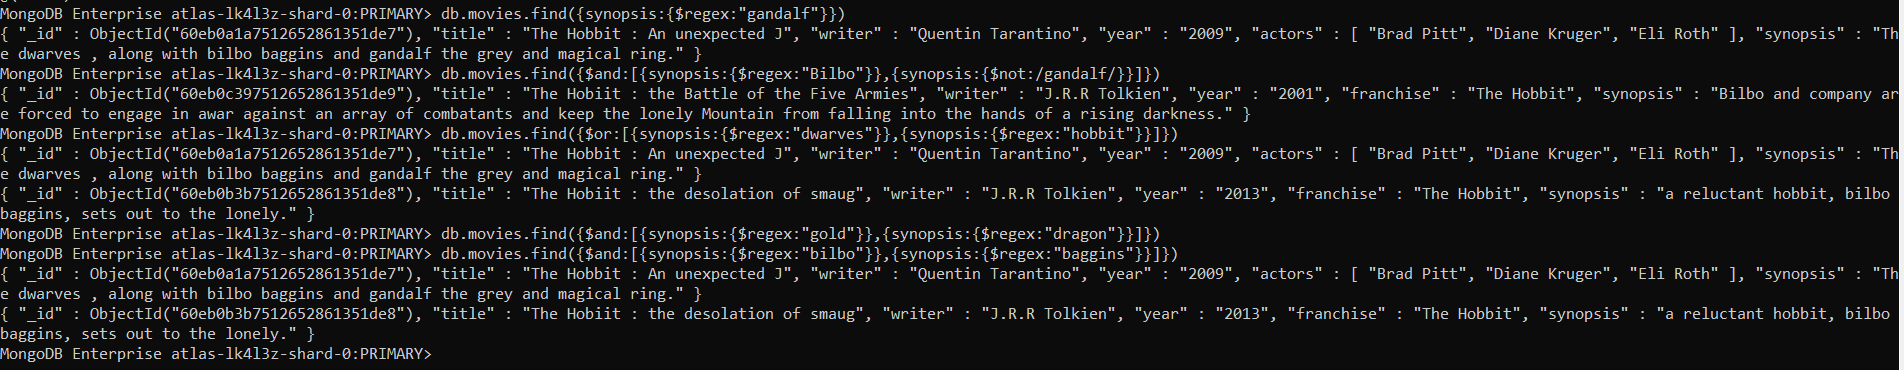 MongoDB Enterprise atlas-lk4l3z-shard-0:PRIMARY> db.movies.find({synopsis:{$regex:"gandalf"}})
{ "_id" : ObjectId("60eb0a1a7512652861351de7"), "title" : "The Hobiit : An unexpected J", "writer" : "Quentin Tarantino", "year" : "2009", "actors" : [ "Brad Pitt", "Diane Kruger", "Eli Roth" ], "synopsis" : "Th
e dwarves , along with bilbo baggins and gandalf the grey and magical ring." }
MongoDB Enterprise atlas-lk4l3z-shard-0:PRIMARY> db.movies.find({$and:[{synopsis:{$regex:"Bilbo"}},{synopsis:{$not:/gandalf/}}]})
{ "_id" : ObjectId("60eb0c397512652861351de9"), "title" : "The Hobiit : the Battle of the Five Armies", "writer" : "J.R.R Tolkien", "year" : "2001", "franchise" : "The Hobbit", "synopsis" : "Bilbo and company ar
e forced to engage in awar against an array of combatants and keep the lonely Mountain from falling into the hands of a rising darkness." }
MongoDB Enterprise atlas-lk4l3z-shard-0:PRIMARY> db.movies.find({$or:[{synopsis:{$regex:"dwarves"}},{synopsis:{$regex:"hobbit"}}]})
{ "_id" : ObjectId("60eb0a1a7512652861351de7"), "title" : "The Hobiit : An unexpected J", "writer" : "Quentin Tarantino", "year" : "2009", "actors" : [ "Brad Pitt", "Diane Kruger", "Eli Roth" ], "synopsis" : "Th
e dwarves , along with bilbo baggins and gandalf the grey and magical ring." }
{ "_id" : ObjectId("60eb0b3b7512652861351de8"), "title" : "The Hobiit : the desolation of smaug", "writer" : "J.R.R Tolkien", "year" : "2013", "franchise" : "The Hobbit", "synopsis" : "a reluctant hobbit, bilbo
baggins, sets out to the lonely." }
MongoDB Enterprise atlas-lk4l3z-shard-0:PRIMARY> db.movies.find({$and:[{synopsis:{$regex:"gold"}},{synopsis:{$regex:"dragon"}}]})
MongoDB Enterprise atlas-lk4l3z-shard-0:PRIMARY> db.movies.find({$and:[{synopsis:{$regex:"bilbo"}},{synopsis:{$regex:"baggins"}}]})
{ "_id" : ObjectId("60eb0a1a7512652861351de7"), "title" : "The Hobiit : An unexpected J", "writer" : "Quentin Tarantino", "year" : "2009", "actors" : [ "Brad Pitt", "Diane Kruger", "Eli Roth" ], "synopsis" : "Th
e dwarves , along with bilbo baggins and gandalf the grey and magical ring." }
{ "_id" : ObjectId("60eb0b3b7512652861351de8"), "title" : "The Hobiit : the desolation of smaug", "writer" : "J.R.R Tolkien", "year" : "2013", "franchise" : "The Hobbit", "synopsis" : "a reluctant hobbit, bilbo
baggins, sets out to the lonely." }
MongoDB Enterprise atlas-lk4l3z-shard-0:PRIMARY>